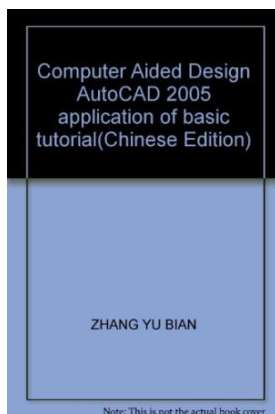 Computer Aided Design
AutoCAD 2005
application of basic
tutorial(Chinese Edition)
ZHANG YU BIAN
Note: This is not the actual book cover